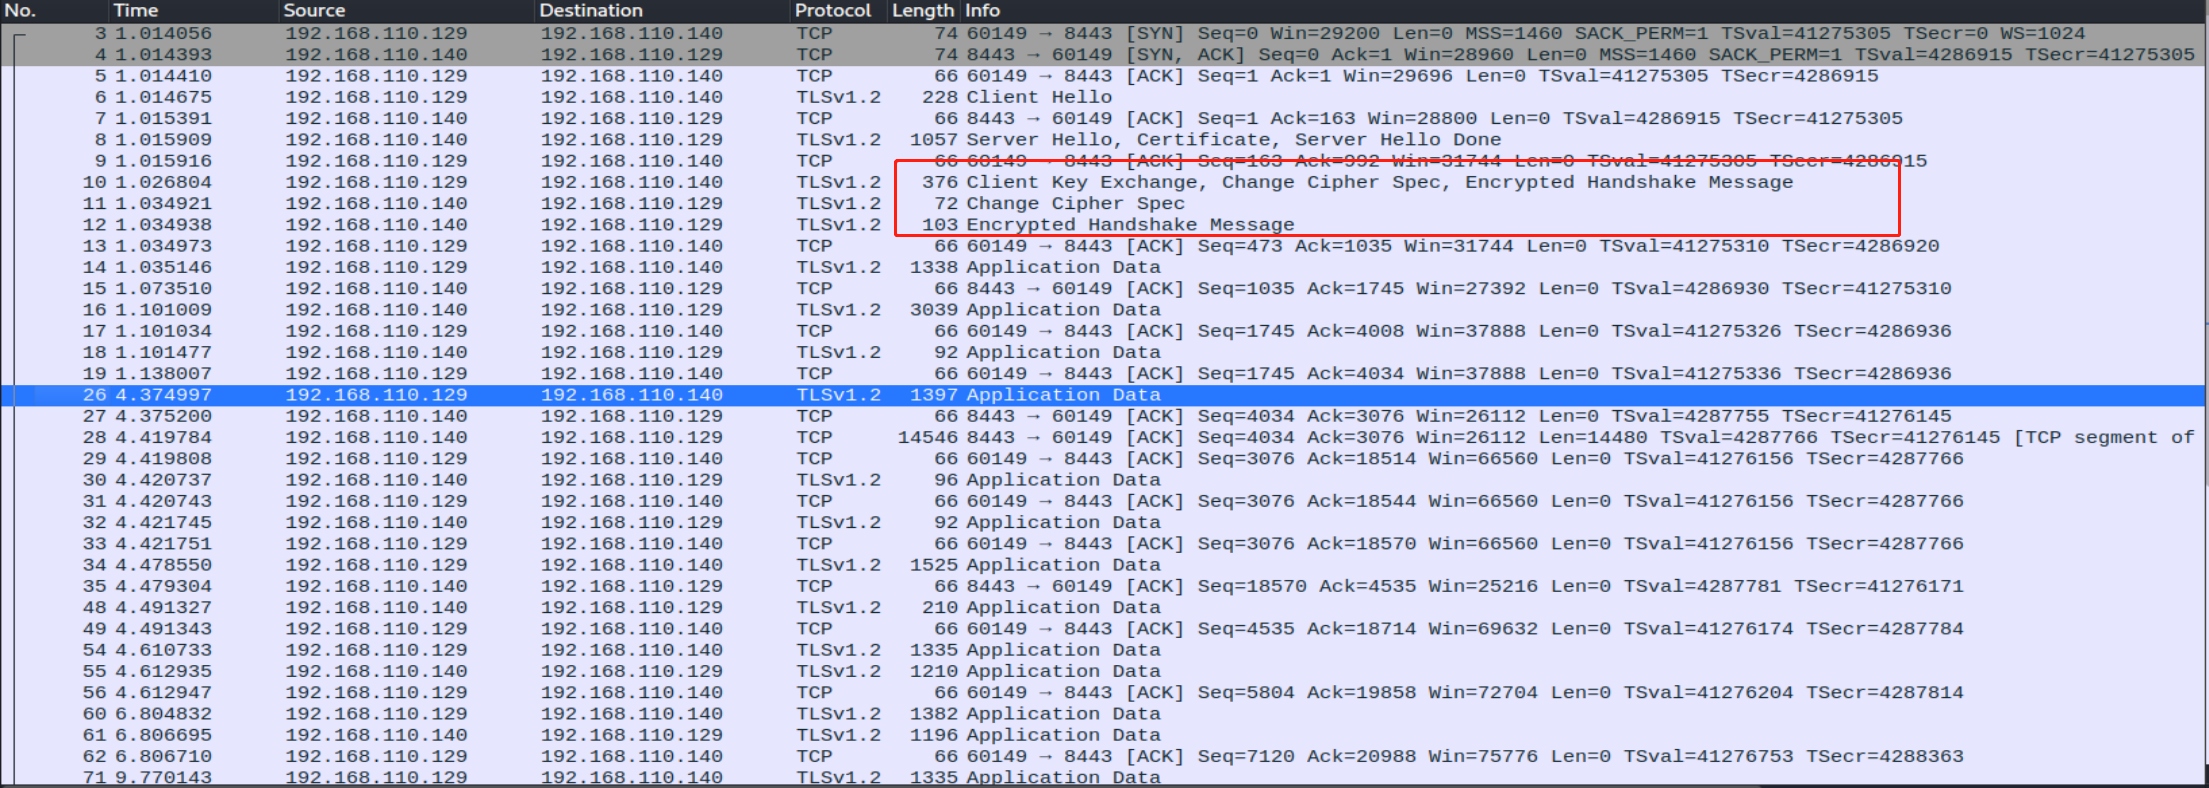 No. Time Source Destination Protocol Length Info
3 1.014056 192.168.110.129 192.168.110.140 TCP 74 60149 → 8443 [SYN] Seq=0 Win=29200 Len=0 MSS=1460 SACK_PERM=1 TSval=41275305 TSecr=0 WS=1024
4 1.014393 192.168.110.140 192.168.110.129 TCP 74 8443 → 60149 [SYN, ACK] Seq=0 Ack=1 Win=28960 Len=0 MSS=1460 SACK_PERM=1 TSval=4286915 TSecr=41275305
5 1.014410 192.168.110.129 192.168.110.140 TCP 66 60149 → 8443 [ACK] Seq=1 Ack=1 Win=29696 Len=0 TSval=41275305 TSecr=4286915
6 1.014675 192.168.110.129 192.168.110.140 TLSv1.2 228 Client Hello
7 1.015391 192.168.110.140 192.168.110.129 TCP 66 8443 → 60149 [ACK] Seq=1 Ack=163 Win=28800 Len=0 TSval=4286915 TSecr=41275305
8 1.015909 192.168.110.140 192.168.110.129 TLSv1.2 1057 Server Hello, Certificate, Server Hello Done
9 1.015916 192.168.110.129 192.168.110.140 TCP 66 60149 → 8443 [ACK] Seq=163 Ack=992 Win=31744 Len=0 TSval=41275305 TSecr=4286915
10 1.026804 192.168.110.129 192.168.110.140 TLSv1.2 376 Client Key Exchange, Change Cipher Spec, Encrypted Handshake Message
11 1.034921 192.168.110.140 192.168.110.129 TLSv1.2 72 Change Cipher Spec
12 1.034938 192.168.110.140 192.168.110.129 TLSv1.2 103 Encrypted Handshake Message
13 1.034973 192.168.110.129 192.168.110.140 TCP 66 60149 → 8443 [ACK] Seq=473 Ack=1035 Win=31744 Len=0 TSval=41275310 TSecr=4286920
14 1.035146 192.168.110.129 192.168.110.140 TLSv1.2 1338 Application Data
15 1.073510 192.168.110.140 192.168.110.129 TCP 66 8443 → 60149 [ACK] Seq=1035 Ack=1745 Win=27392 Len=0 TSval=4286930 TSecr=41275310
16 1.101009 192.168.110.140 192.168.110.129 TLSv1.2 3039 Application Data
17 1.101034 192.168.110.129 192.168.110.140 TCP 66 60149 → 8443 [ACK] Seq=1745 Ack=4008 Win=37888 Len=0 TSval=41275326 TSecr=4286936
18 1.101477 192.168.110.140 192.168.110.129 TLSv1.2 92 Application Data
19 1.138007 192.168.110.129 192.168.110.140 TCP 66 60149 → 8443 [ACK] Seq=1745 Ack=4034 Win=37888 Len=0 TSval=41275336 TSecr=4286936
26 4.374997 192.168.110.129 192.168.110.140 TLSv1.2 1397 Application Data
27 4.375200 192.168.110.140 192.168.110.129 TCP 66 8443 → 60149 [ACK] Seq=4034 Ack=3076 Win=26112 Len=0 TSval=4287755 TSecr=41276145
28 4.419784 192.168.110.140 192.168.110.129 TCP 14546 8443 → 60149 [ACK] Seq=4034 Ack=3076 Win=26112 Len=14480 TSval=4287766 TSecr=41276145 [TCP segment of
29 4.419808 192.168.110.129 192.168.110.140 TCP 66 60149 → 8443 [ACK] Seq=3076 Ack=18514 Win=66560 Len=0 TSval=41276156 TSecr=4287766
30 4.420737 192.168.110.140 192.168.110.129 TLSv1.2 96 Application Data
31 4.420743 192.168.110.129 192.168.110.140 TCP 66 60149 → 8443 [ACK] Seq=3076 Ack=18544 Win=66560 Len=0 TSval=41276156 TSecr=4287766
32 4.421745 192.168.110.140 192.168.110.129 TLSv1.2 92 Application Data
33 4.421751 192.168.110.129 192.168.110.140 TCP 66 60149 → 8443 [ACK] Seq=3076 Ack=18570 Win=66560 Len=0 TSval=41276156 TSecr=4287766
34 4.478550 192.168.110.129 192.168.110.140 TLSv1.2 1525 Application Data
35 4.479304 192.168.110.140 192.168.110.129 TCP 66 8443 → 60149 [ACK] Seq=18570 Ack=4535 Win=25216 Len=0 TSval=4287781 TSecr=41276171
48 4.491327 192.168.110.140 192.168.110.129 TLSv1.2 210 Application Data
49 4.491343 192.168.110.129 192.168.110.140 TCP 66 60149 → 8443 [ACK] Seq=4535 Ack=18714 Win=69632 Len=0 TSval=41276174 TSecr=4287784
54 4.610733 192.168.110.129 192.168.110.140 TLSv1.2 1335 Application Data
55 4.612935 192.168.110.140 192.168.110.129 TLSv1.2 1210 Application Data
56 4.612947 192.168.110.129 192.168.110.140 TCP 66 60149 → 8443 [ACK] Seq=5804 Ack=19858 Win=72704 Len=0 TSval=41276204 TSecr=4287814
60 6.804832 192.168.110.129 192.168.110.140 TLSv1.2 1382 Application Data
61 6.806695 192.168.110.140 192.168.110.129 TLSv1.2 1196 Application Data
62 6.806710 192.168.110.129 192.168.110.140 TCP 66 60149 → 8443 [ACK] Seq=7120 Ack=20988 Win=75776 Len=0 TSval=41276753 TSecr=4288363
71 9.770143 192.168.110.129 192.168.110.140 TLSv1.2 1335 Application Data